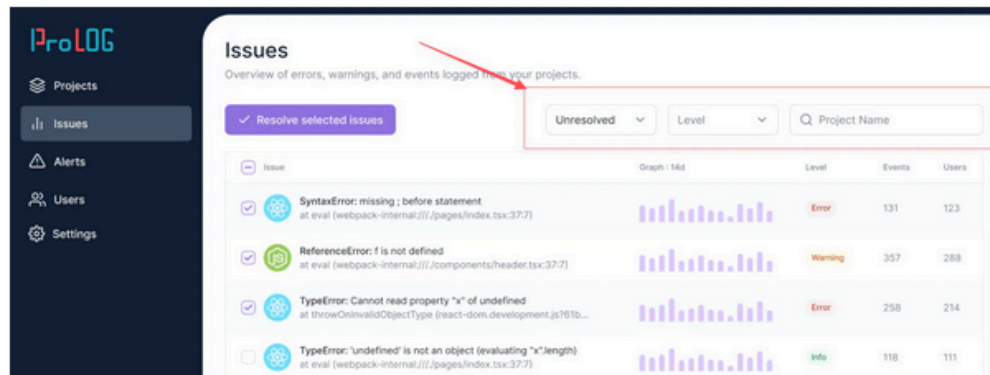 ProLOG
Projects
Issues
Alerts
Users
Settings
Issues
Overview of errors, warnings, and events logged from your projects.
Resolve selected issues
Unresolved
Level
Project Name
Issue Graph : 14d Level Events Users
SyntaxError: missing ; before statement
at eval (webpack-internal:///./pages/index.tsx:37:7)
Error 131 123
JS
ReferenceError: f is not defined
at eval (webpack-internal:///./components/header.tsx:37:7)
Warning 357 288
TypeError: Cannot read property "x" of undefined
at throwOnInvalidObjectType (react-dom.development.js?61b...
Error 258 214
TypeError: 'undefined' is not an object (evaluating "x".length)
at eval (webpack-internal:///./pages/index.tsx:37:7)
Info 118 111